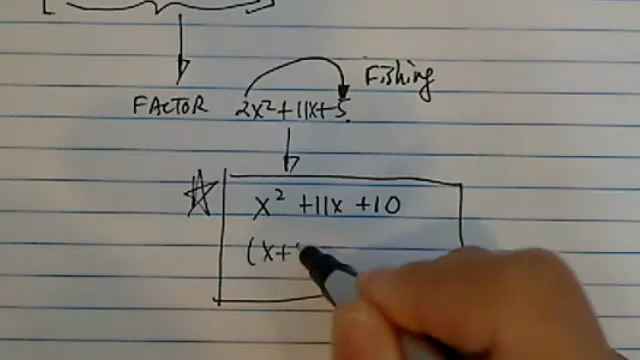 Fishing
FACTOR 2x² + 11x + 5
x² + 11x + 10
(x+